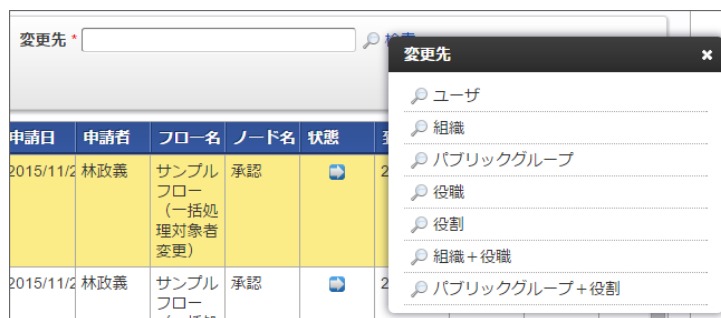 変更先 *
変更先
ユーザ
組織
パブリックグループ
役職
役割
組織＋役職
パブリックグループ＋役割
申請日 申請者 フロー名 ノード名 状態
2015/11/2 林政義 サンプル 承認 2
フロー
（一括処
理対象者
変更）
2015/11/2 林政義 サンプル 承認 2
フロー